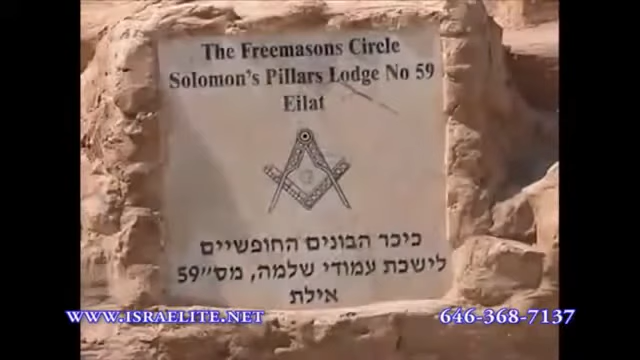 The Freemasons Circle
Solomon's Pillars Lodge No 59
Eilat
כיכר הבונים החופשיים
לישכת עמודי שלמה, מס״59
אילת
WWW.ISRAELITE.NET
646-368-7137